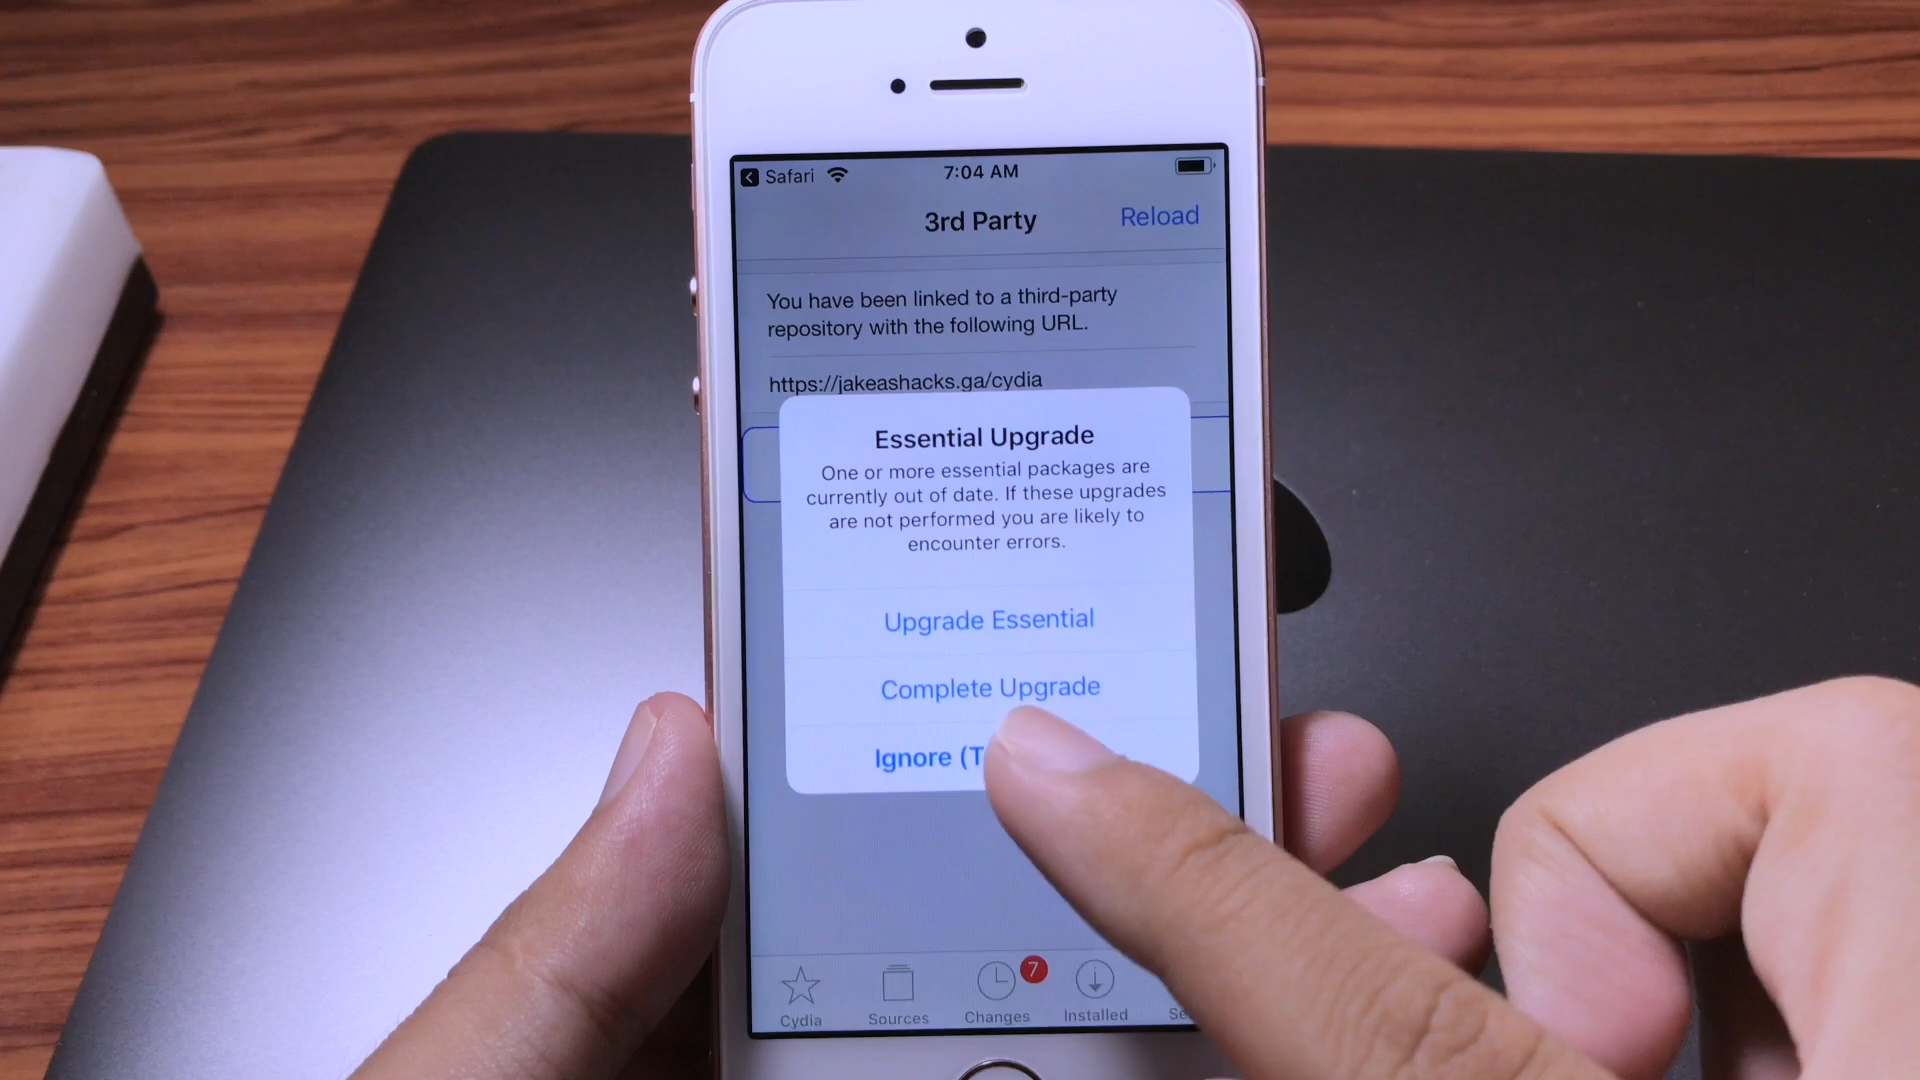 Safari 7:04 AM
3rd Party Reload
You have been linked to a third-party
repository with the following URL.
https://jakeashacks.ga/cydia
Essential Upgrade
One or more essential packages are
currently out of date. If these upgrades
are not performed you are likely to
encounter errors.
Upgrade Essential
Complete Upgrade
Ignore (T
7
Cydia Sources Changes Installed Se